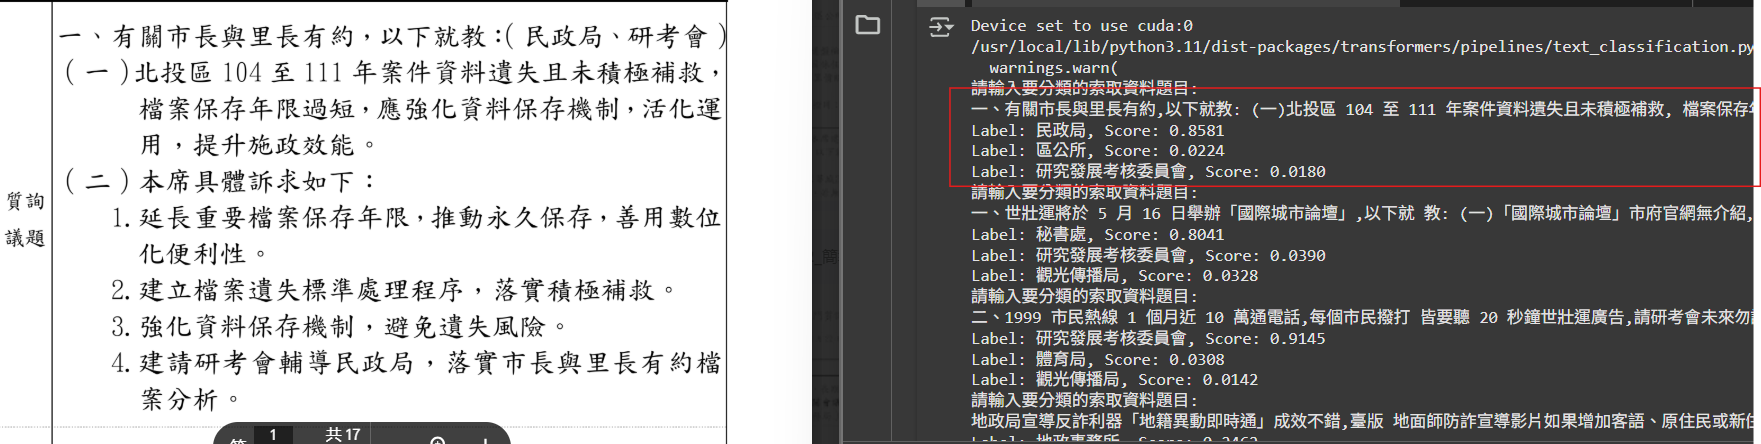 一、有關市長與里長有約，以下就教：( 民政局、研考會 )
( 一 )北投區 104 至 111 年案件資料遺失且未積極補救，
檔案保存年限過短，應強化資料保存機制，活化運
用，提升施政效能。
( 二 )本席具體訴求如下：
1. 延長重要檔案保存年限，推動永久保存，善用數位
化便利性。
2. 建立檔案遺失標準處理程序，落實積極補救。
3. 強化資料保存機制，避免遺失風險。
4. 建請研考會輔導民政局，落實市長與里長有約檔
案分析。
質詢
議題
1 共 17
Device set to use cuda:0
/usr/local/lib/python3.11/dist-packages/transformers/pipelines/text_classification.py
warnings.warn(
請輸入要分類的索取資料題目:
一、有關市長與里長有約,以下就教: (一)北投區 104 至 111 年案件資料遺失且未積極補救, 檔案保存年
Label: 民政局, Score: 0.8581
Label: 區公所, Score: 0.0224
Label: 研究發展考核委員會, Score: 0.0180
請輸入要分類的索取資料題目:
一、世壯運將於 5 月 16 日舉辦「國際城市論壇」,以下就 教: (一)「國際城市論壇」市府官網無介紹,
Label: 秘書處, Score: 0.8041
Label: 研究發展考核委員會, Score: 0.0390
Label: 觀光傳播局, Score: 0.0328
請輸入要分類的索取資料題目:
二、1999 市民熱線 1 個月近 10 萬通電話,每個市民撥打 皆要聽 20 秒鐘世壯運廣告,請研考會未來勿
Label: 研究發展考核委員會, Score: 0.9145
Label: 體育局, Score: 0.0308
Label: 觀光傳播局, Score: 0.0142
請輸入要分類的索取資料題目:
地政局宣導反詐利器「地籍異動即時通」成效不錯,臺版 地面師防詐宣導影片如果增加客語、原住民或新住